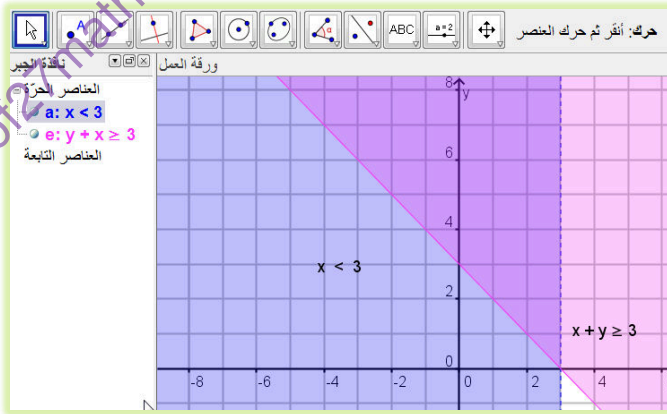 ABC
a=2
حرك: أنقر ثم حرك العنصر
نافذة الجبر
ورقة العمل
العناصر الحرّة
a: x < 3
e: y + x ≥ 3
العناصر التابعة
y
8
6
4
2
0
x < 3
x + y ≥ 3
-8 -6 -4 -2 0 2 4